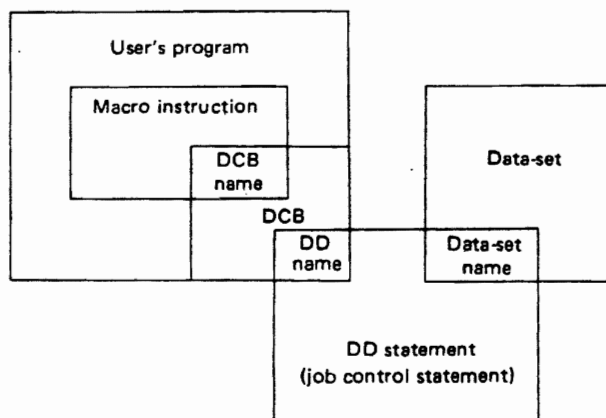 User's program
Macro instruction
DCB
name
Data-set
DCB
DD
name
Data-set
name
DD statement
(job control statement)